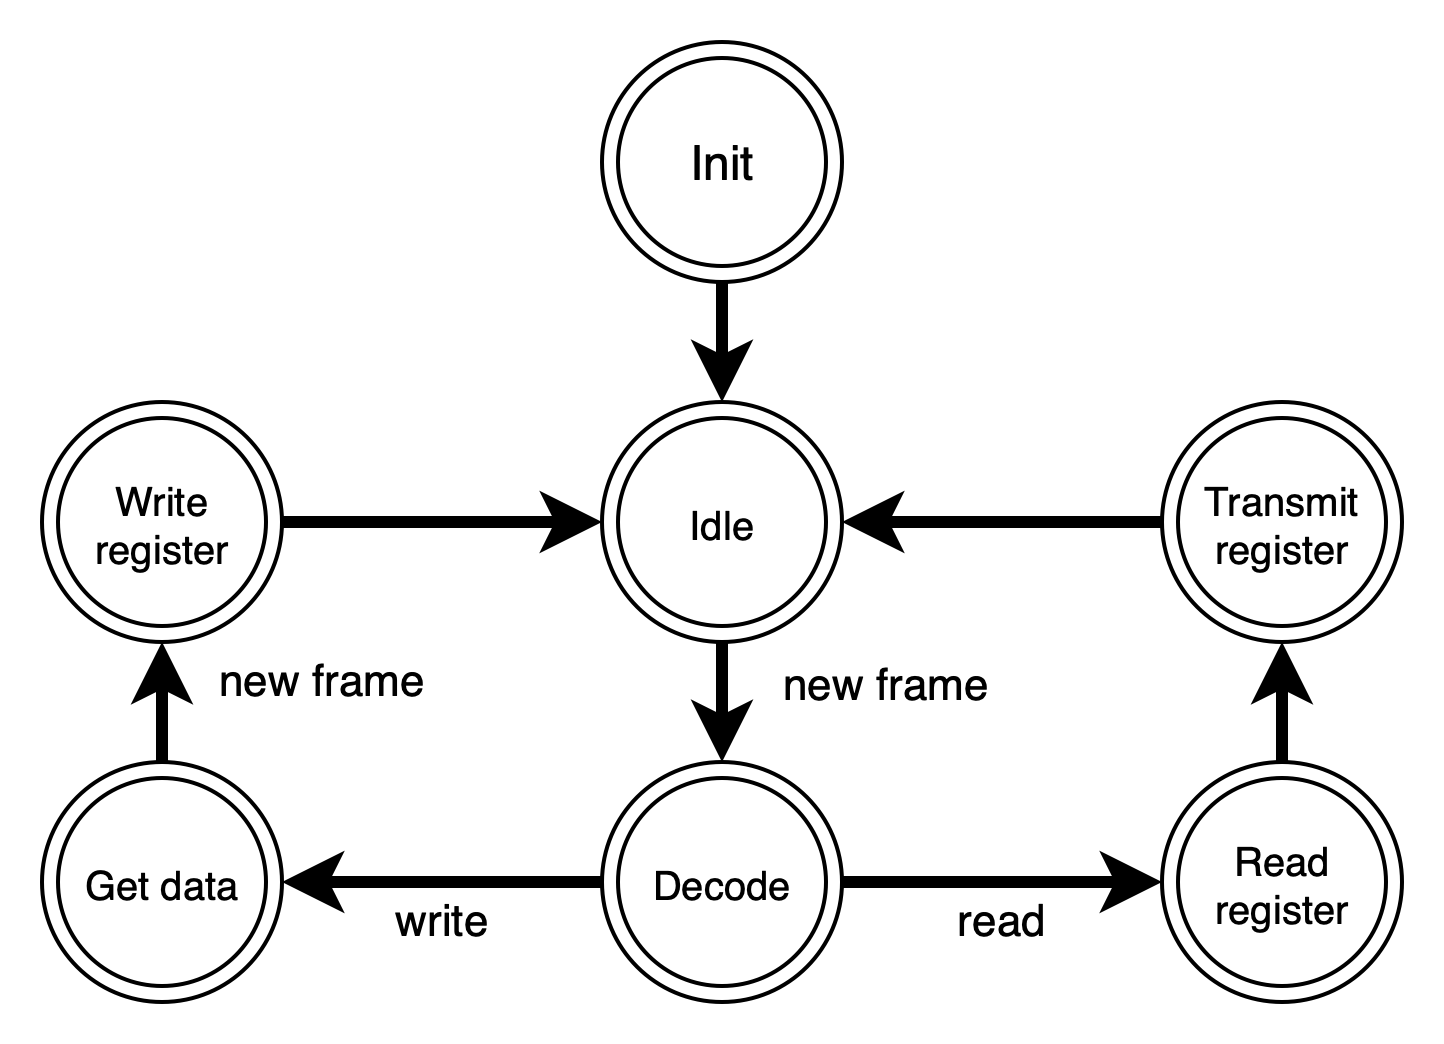 Init
Write
register
Idle
Transmit
register
new frame
new frame
Get data
write
Decode
read
Read
register